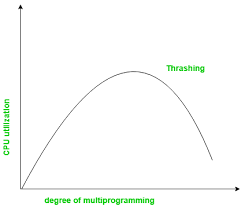 Thrashing
CPU utilization
degree of multiprogramming